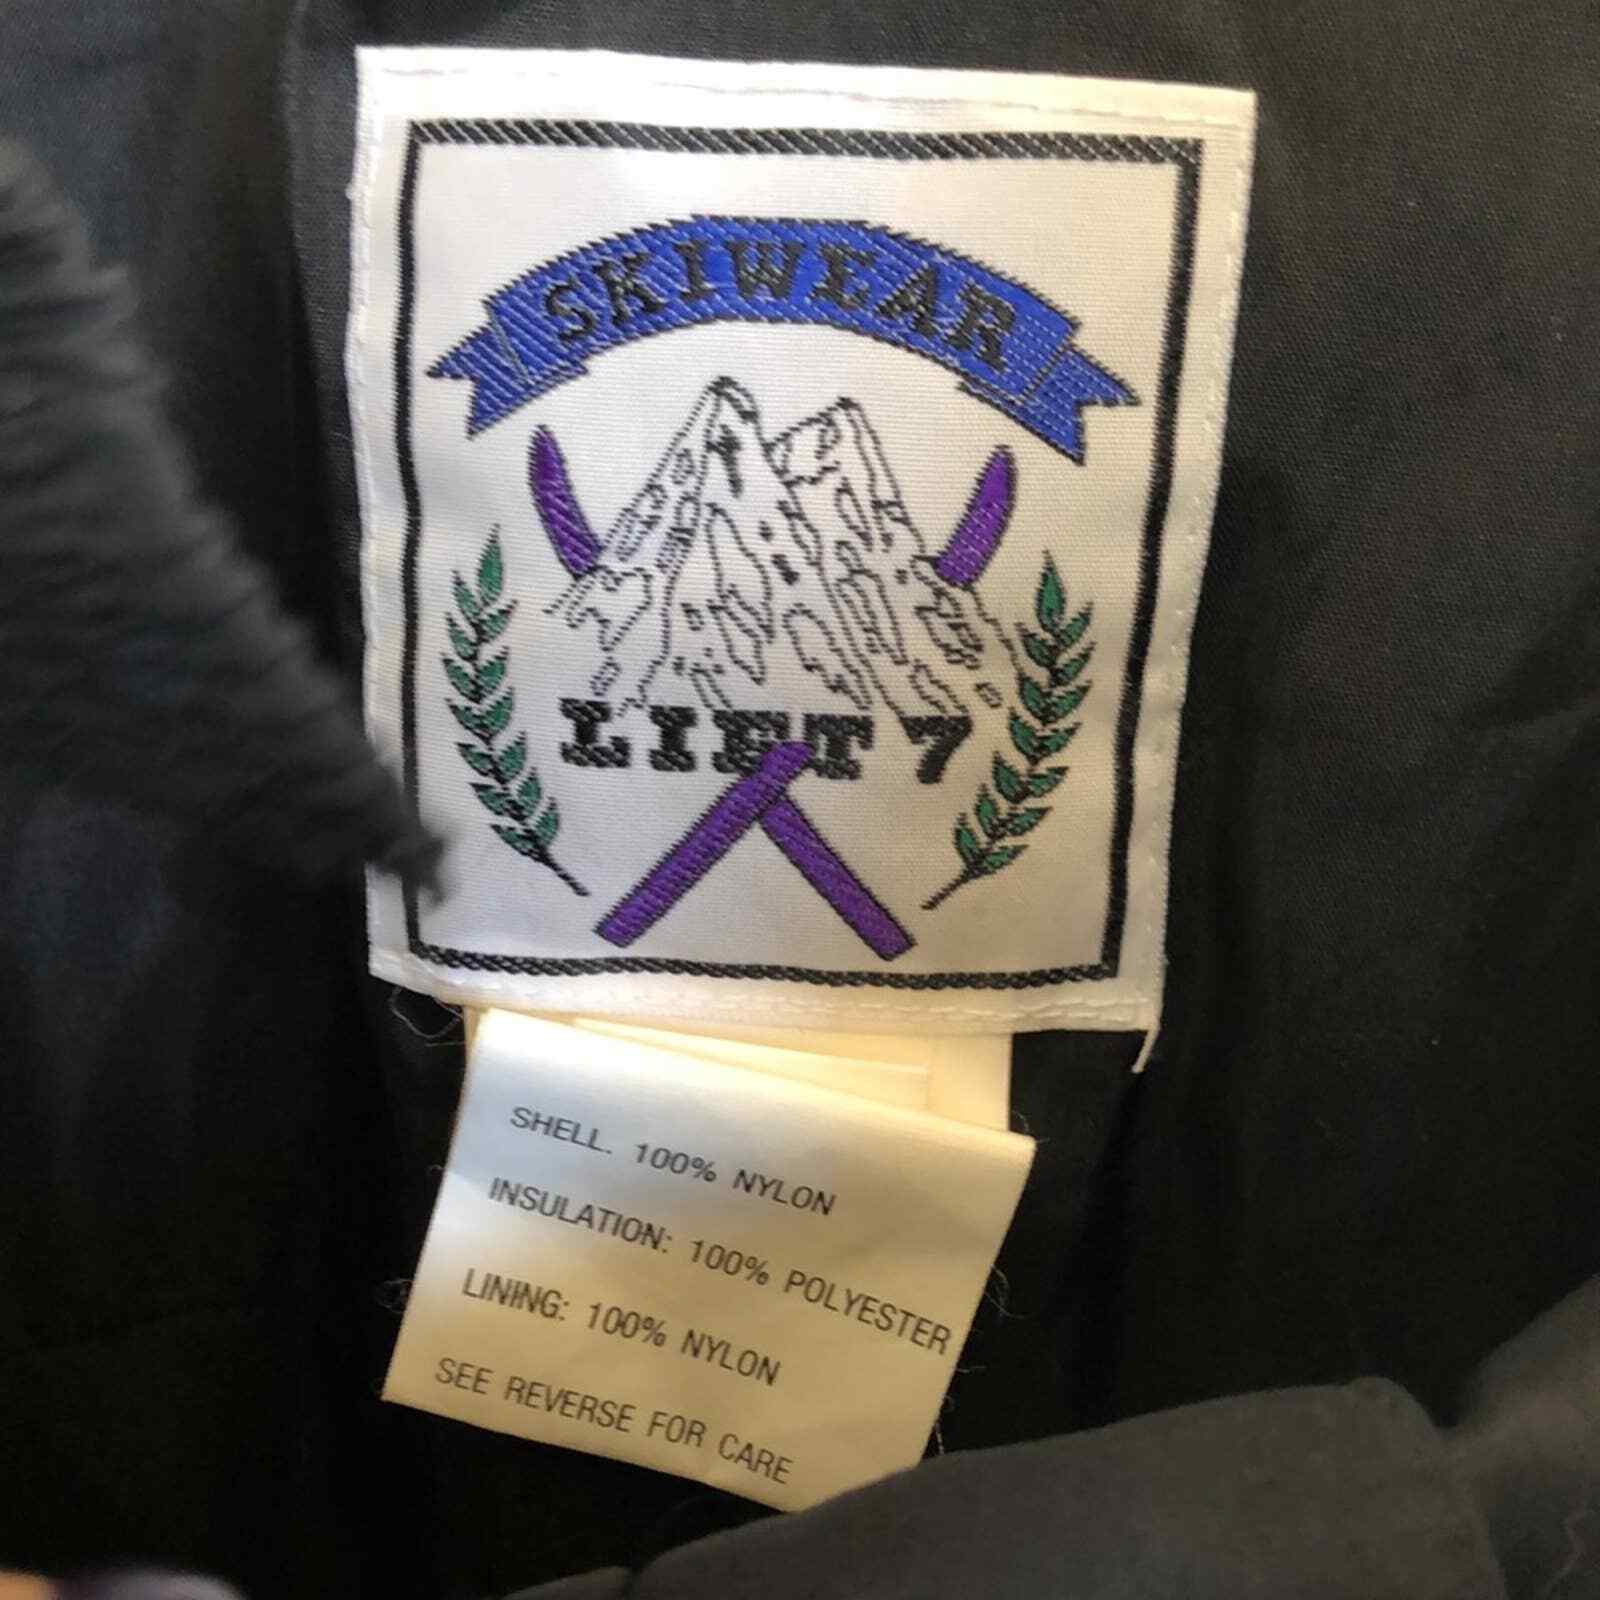 SKIWEAR
LIFT 7
SHELL. 100% NYLON
INSULATION: 100% POLYESTER
LINING: 100% NYLON
SEE REVERSE FOR CARE